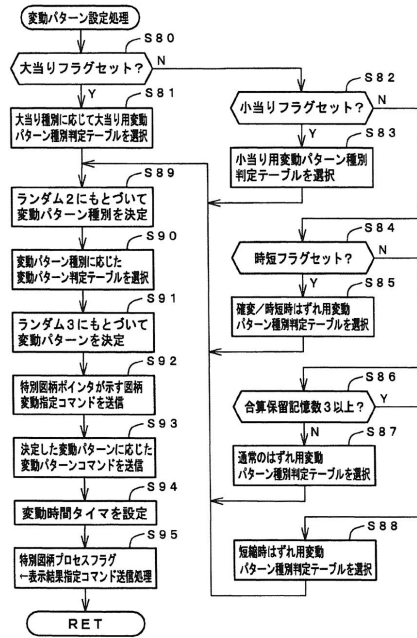 変動パターン設定処理
S80
大当りフラグセット?
N
Y
S81
大当り種別に応じて大当り用変動
パターン種別判定テーブルを選択
S82
小当りフラグセット?
N
Y
S83
小当り用変動パターン種別
判定テーブルを選択
S84
時短フラグセット?
N
Y
S85
確変/時短時はずれ用変動
パターン種別判定テーブルを選択
S86
合算保留記憶数3以上?
Y
N
S87
通常のはずれ用変動
パターン種別判定テーブルを選択
S88
短縮時はずれ用変動
パターン種別判定テーブルを選択
S89
ランダム2にもとづいて
変動パターン種別を決定
S90
変動パターン種別に応じた
変動パターン判定テーブルを選択
S91
ランダム3にもとづいて
変動パターンを決定
S92
特別図柄ポインタが示す図柄
変動指定コマンドを送信
S93
決定した変動パターンに応じた
変動パターンコマンドを送信
S94
変動時間タイマを設定
S95
特別図柄プロセスフラグ
←表示結果指定コマンド送信処理
RET